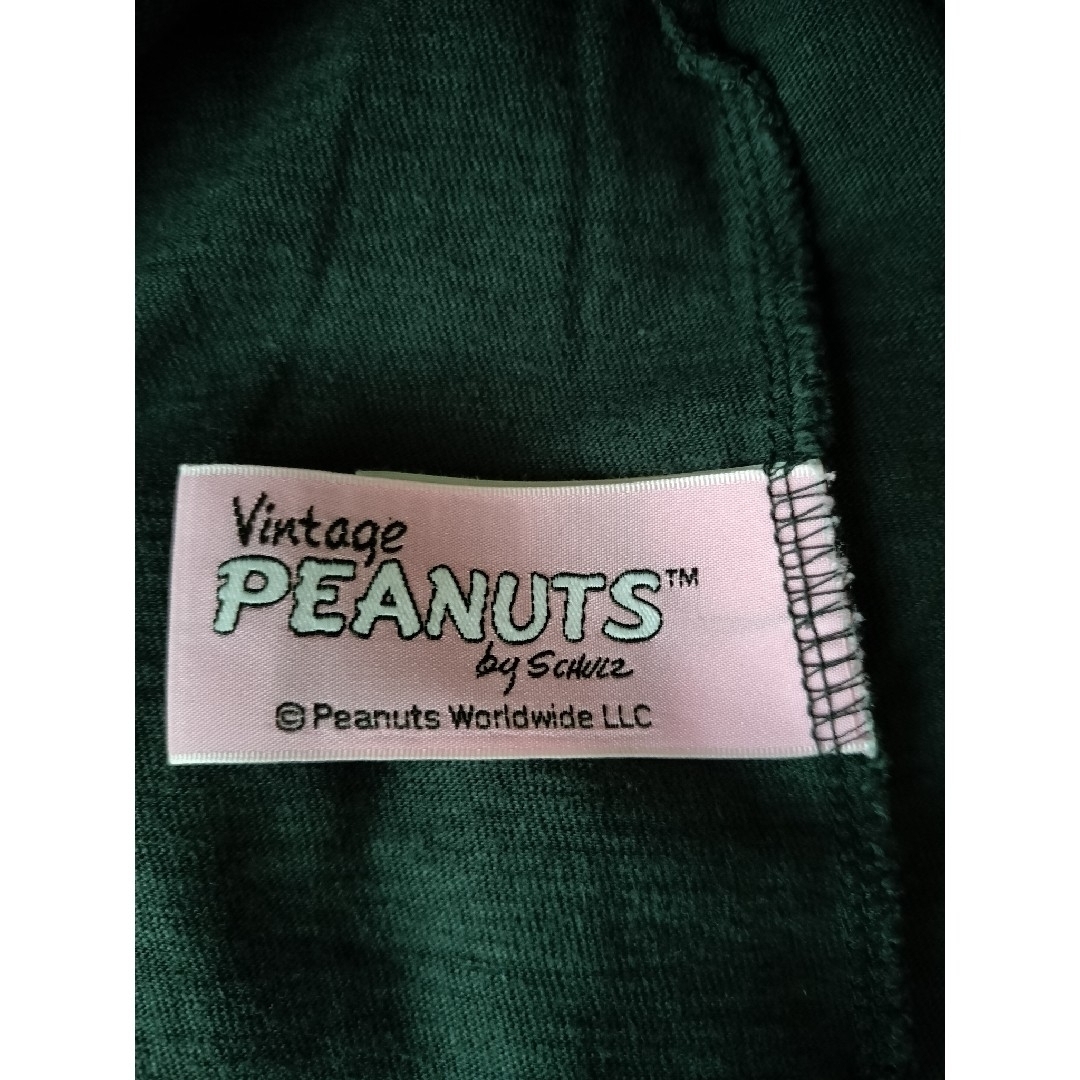 Vintage
PEANUTS™
by SCHULZ
© Peanuts Worldwide LLC